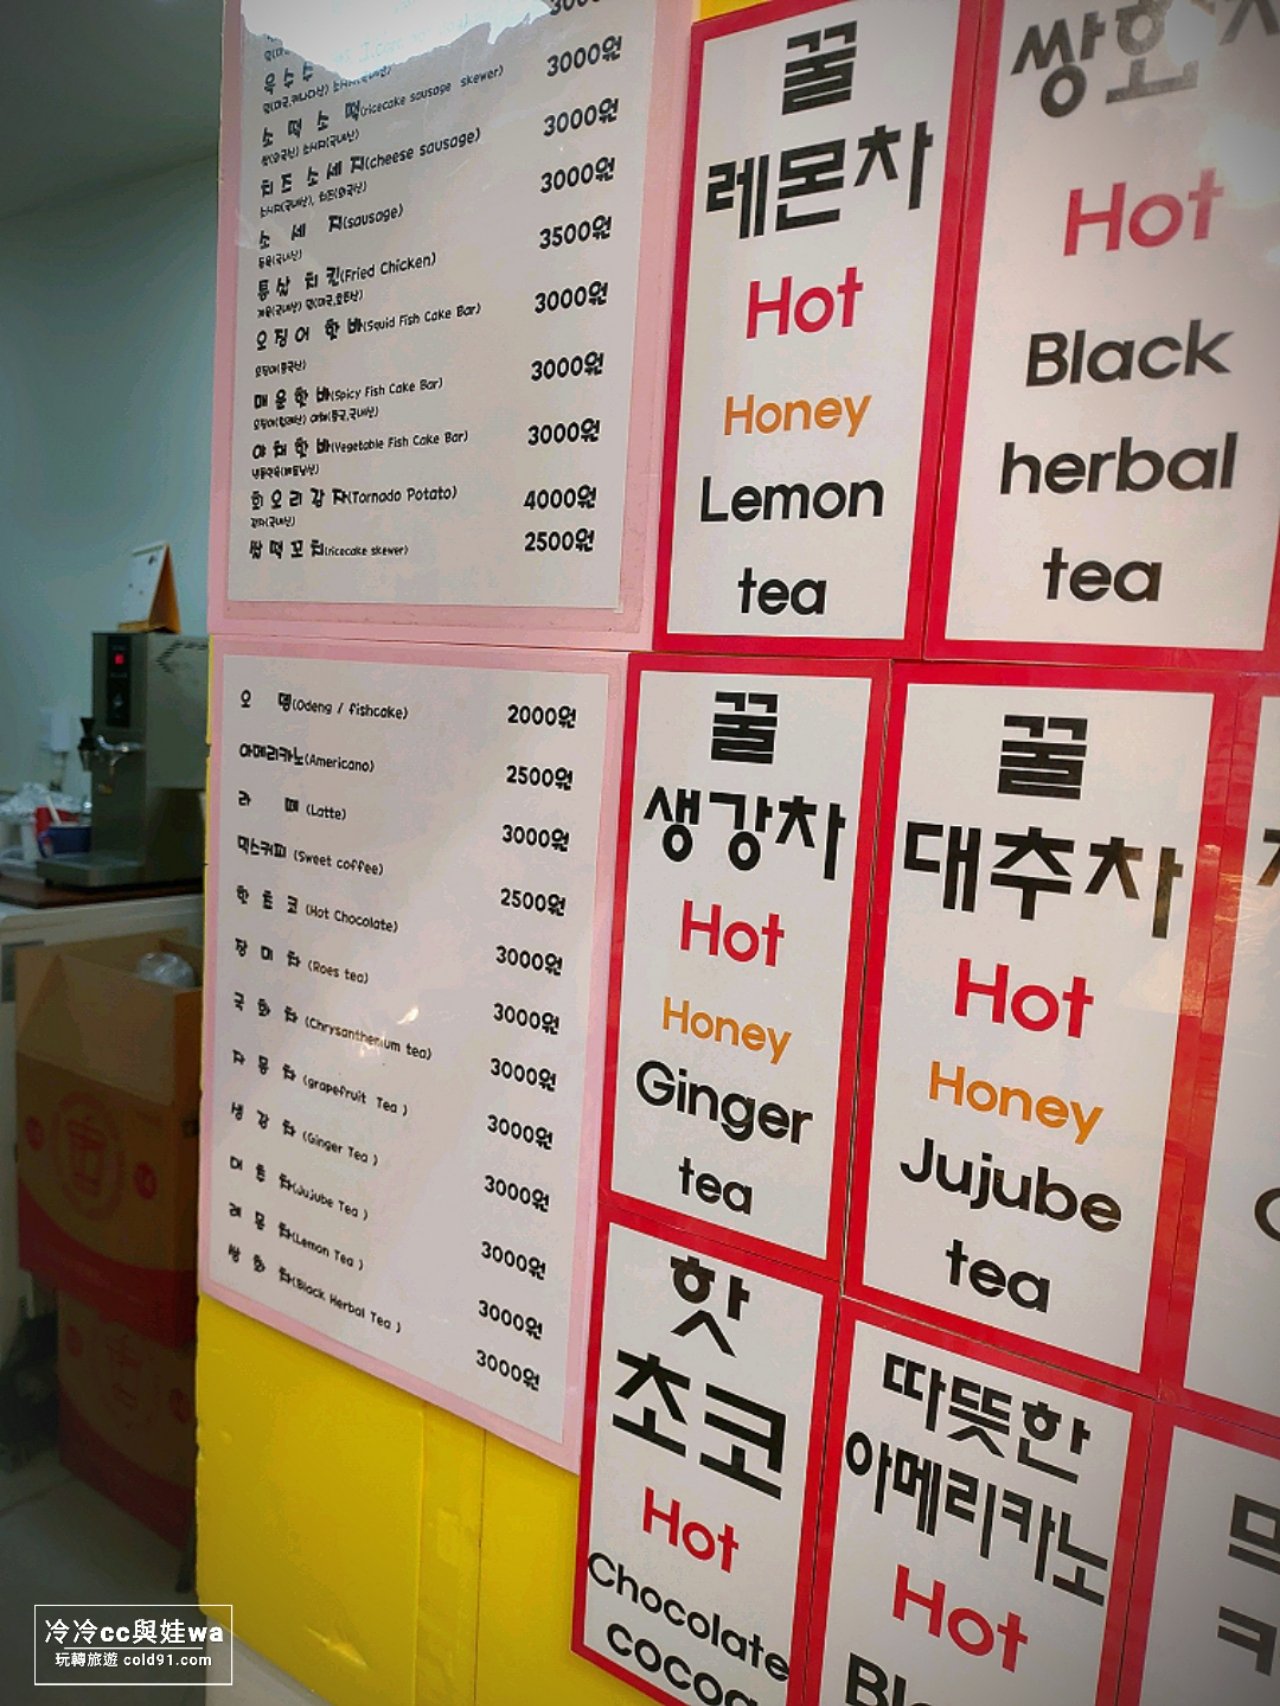 3000원
소 떡 소 떡(ricecake sausage skewer) 3000원
치 즈 소 세 지(cheese sausage) 3000원
소 세 지(sausage) 3000원
통 살 치 킨(Fried Chicken) 3500원
오 징 어 핫 바(Squid Fish Cake Bar) 3000원
매 운 핫 바(Spicy Fish Cake Bar) 3000원
야 채 핫 바(Vegetable Fish Cake Bar) 3000원
회 오 리 감 자(Tornado Potato) 4000원
감자(국내산)
쌀 떡 꼬 치(ricecake skewer) 2500원
오 뎅(Odeng / fishcake) 2000원
아메리카노(Americano) 2500원
라 떼 (Latte) 3000원
믹스커피 (Sweet coffee) 2500원
핫 초 코 (Hot Chocolate) 3000원
장 미 차 (Roes tea) 3000원
국 화 차 (Chrysanthemum tea) 3000원
자 몽 차 (grapefruit Tea ) 3000원
생 강 차 (Ginger Tea ) 3000원
대 추 차(Jujube Tea ) 3000원
레 몬 차(Lemon Tea ) 3000원
쌍 화 차(Black Herbal Tea ) 3000원
꿀
레몬차
Hot
Honey
Lemon
tea
쌍화
Hot
Black
herbal
tea
꿀
생강차
Hot
Honey
Ginger
tea
꿀
대추차
Hot
Honey
Jujube
tea
핫
초코
Hot
Chocolate
cocoa
따뜻한
아메리카노
Hot
冷冷cc與娃wa
玩轉旅遊 cold91.com